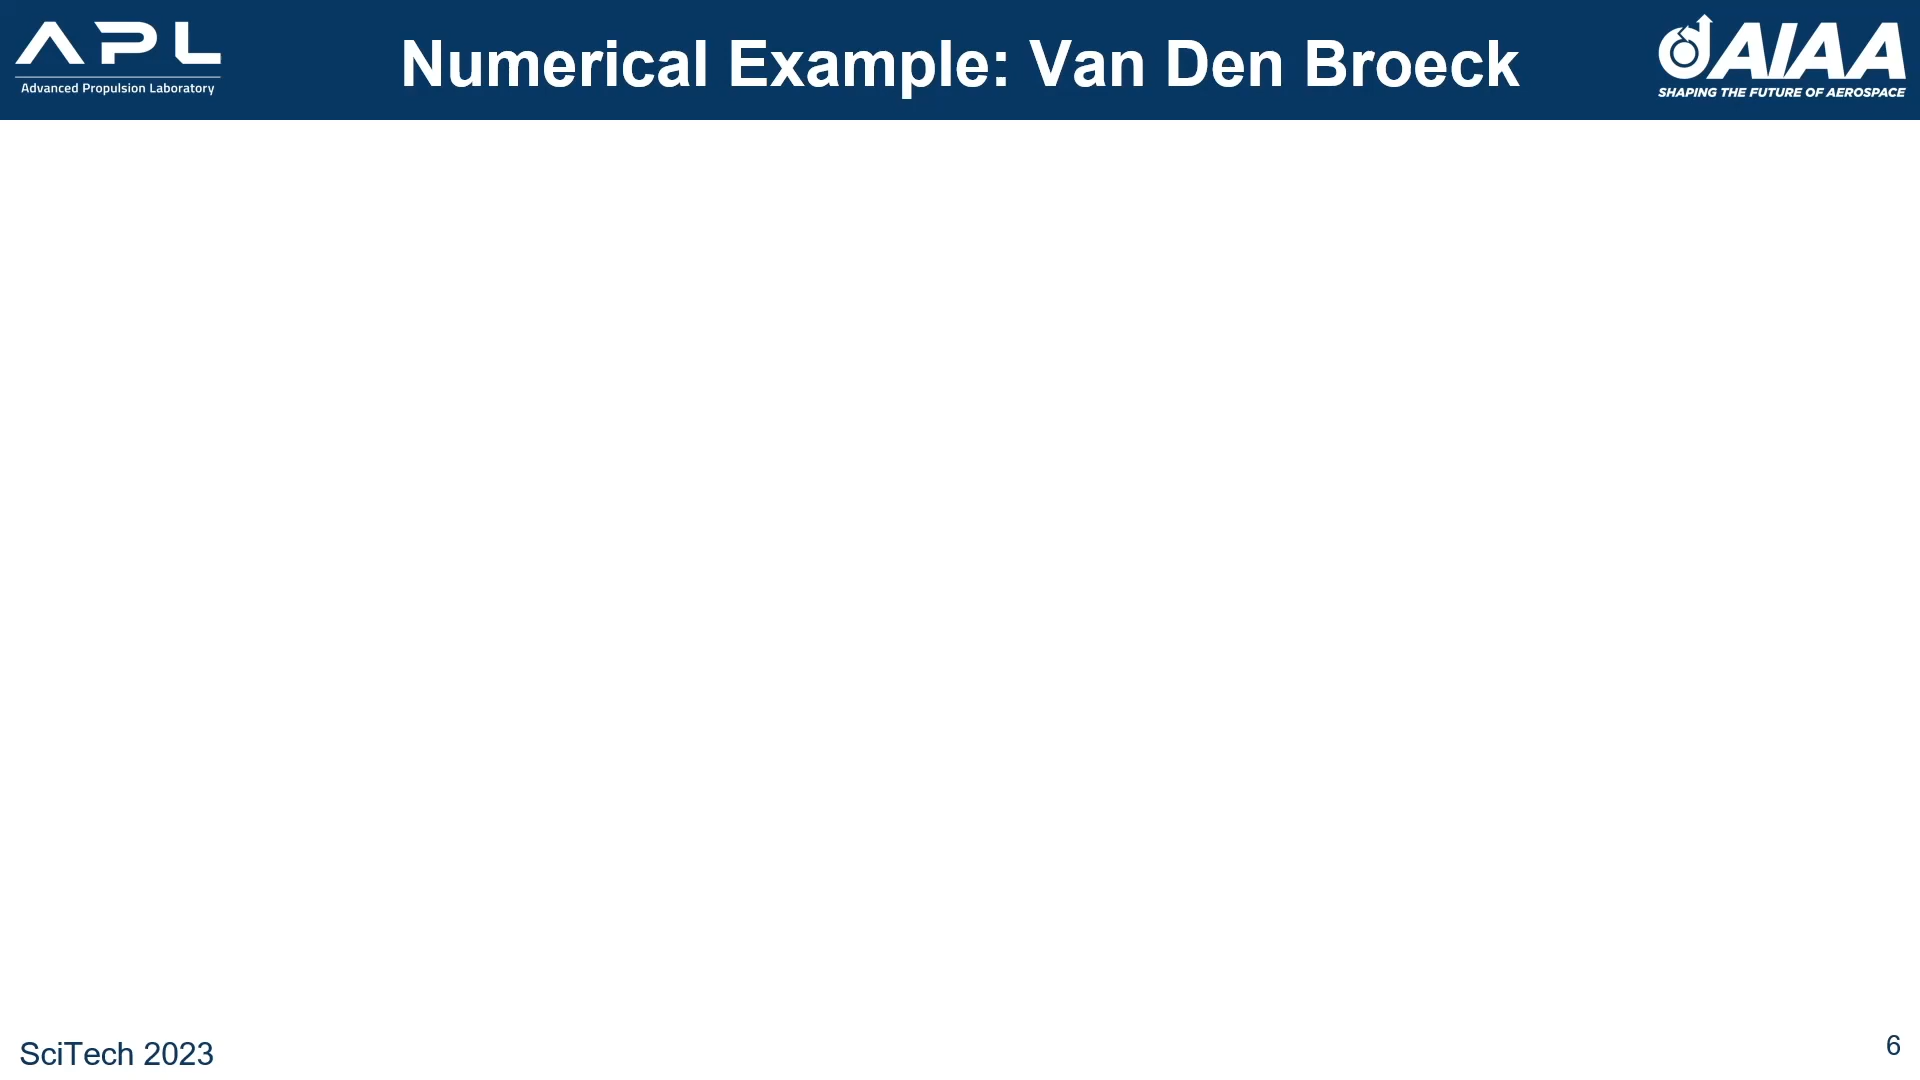 APL
Advanced Propulsion Laboratory
Numerical Example: Van Den Broeck
AIAA
SHAPING THE FUTURE OF AEROSPACE
SciTech 2023
6